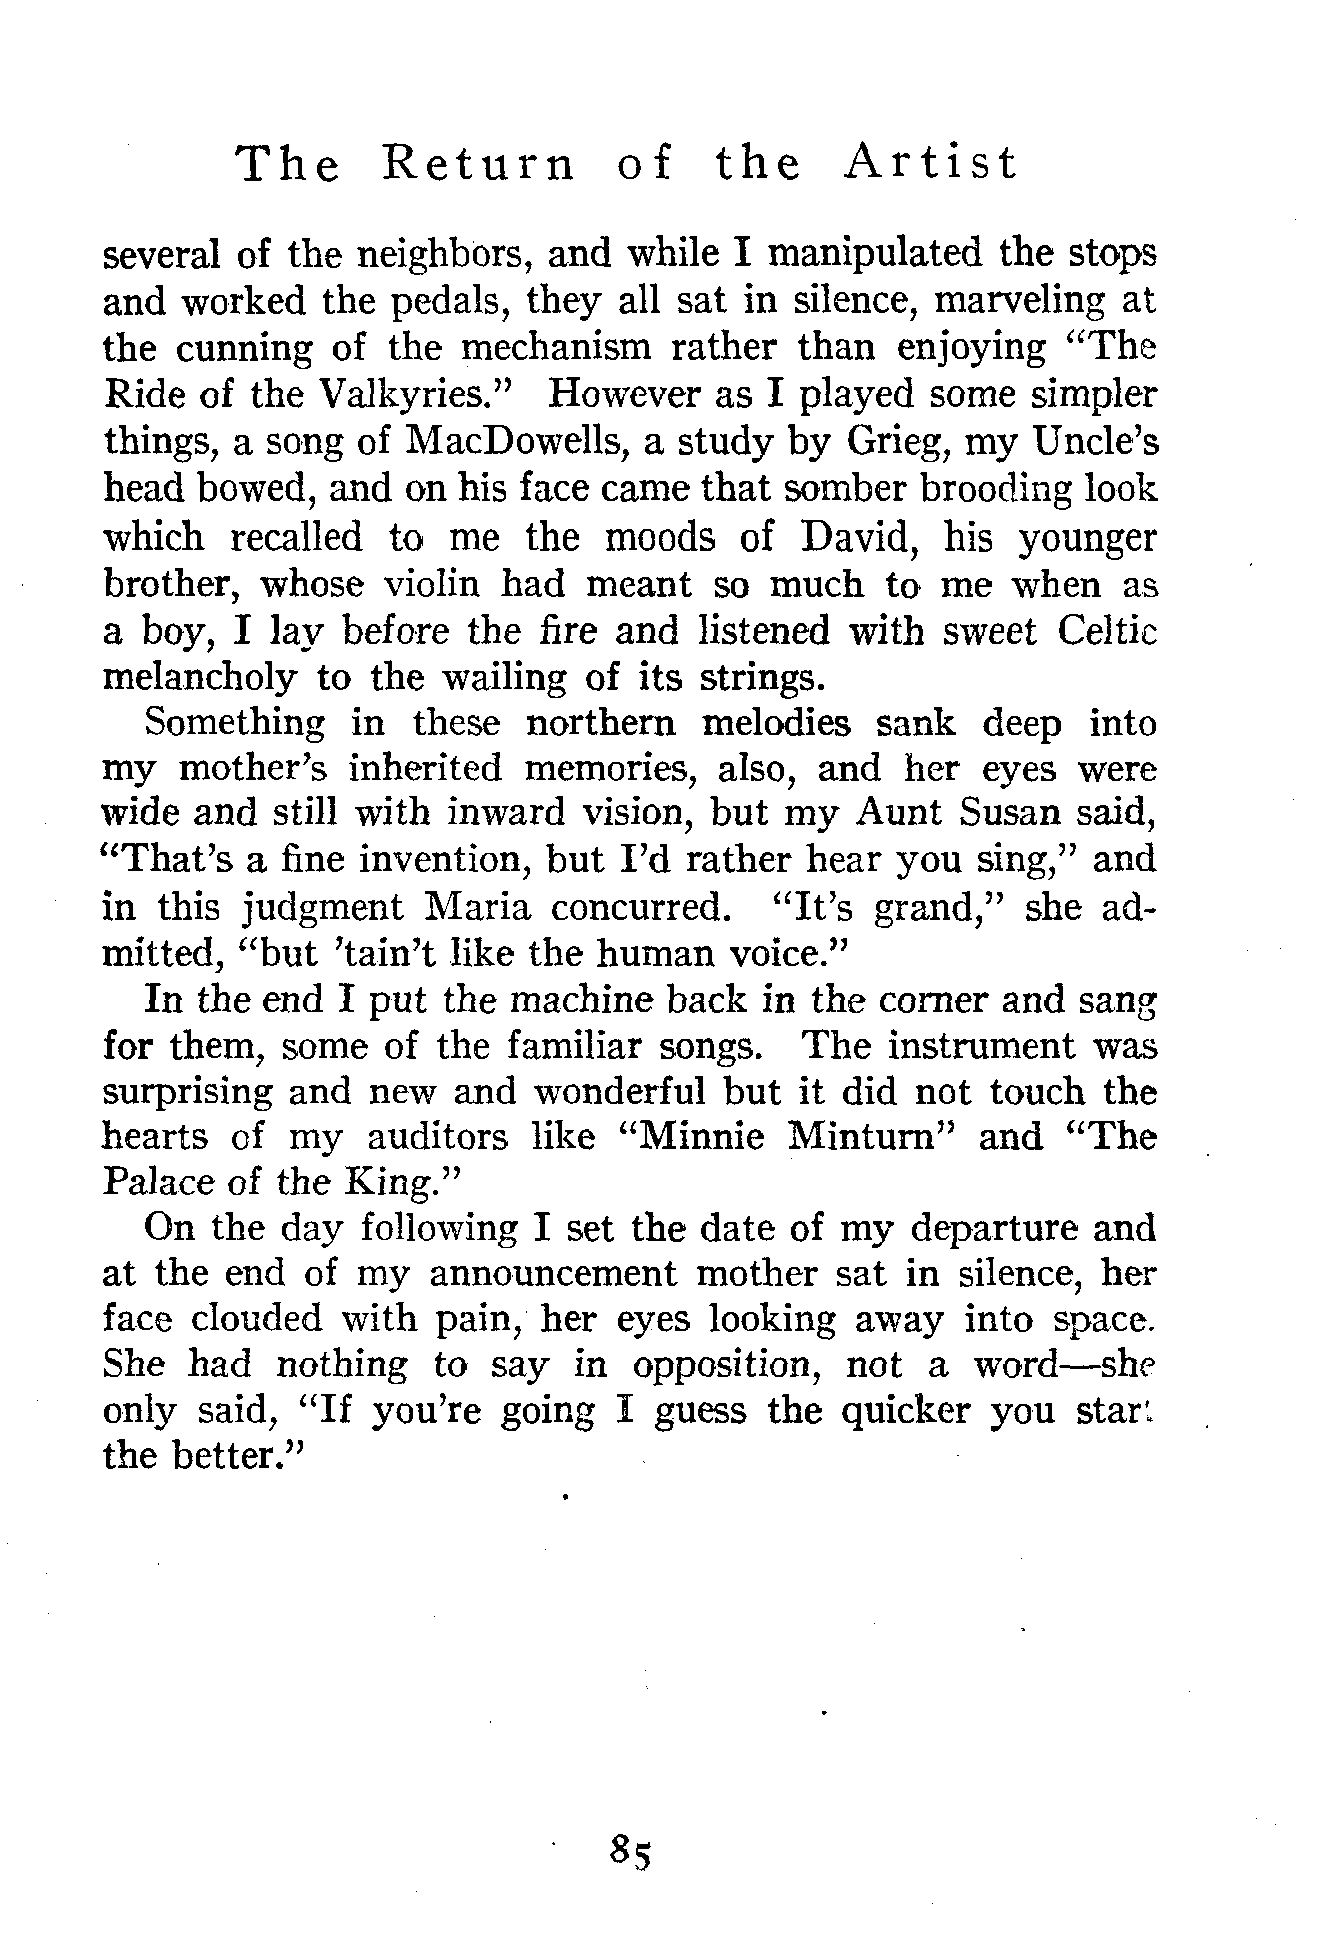 The Return of the Artist
several of the neighbors, and while I manipulated the stops
and worked the pedals, they all sat in silence, marveling at
the cunning of the mechanism rather than enjoying “The
Ride of the Valkyries.” However as I played some simpler
things, a song of MacDowells, a study by Grieg, my Uncle’s
head bowed, and on his face came that somber brooding look
which recalled to me the moods of David, his younger
brother, whose violin had meant so much to me when as
a boy, I lay before the fire and listened with sweet Celtic
melancholy to the wailing of its strings.
Something in these northern melodies sank deep into
my mother’s inherited memories, also, and her eyes were
wide and still with inward vision, but my Aunt Susan said,
“That’s a fine invention, but I’d rather hear you sing,” and
in this judgment Maria concurred. “It’s grand,” she ad-
mitted, “but ’tain’t like the human voice.”
In the end I put the machine back in the corner and sang
for them, some of the familiar songs. The instrument was
surprising and new and wonderful but it did not touch the
hearts of my auditors like “Minnie Minturn” and “The
Palace of the King.”
On the day following I set the date of my departure and
at the end of my announcement mother sat in silence, her
face clouded with pain, her eyes looking away into space.
She had nothing to say in opposition, not a word—she
only said, “If you’re going I guess the quicker you start
the better.”
85